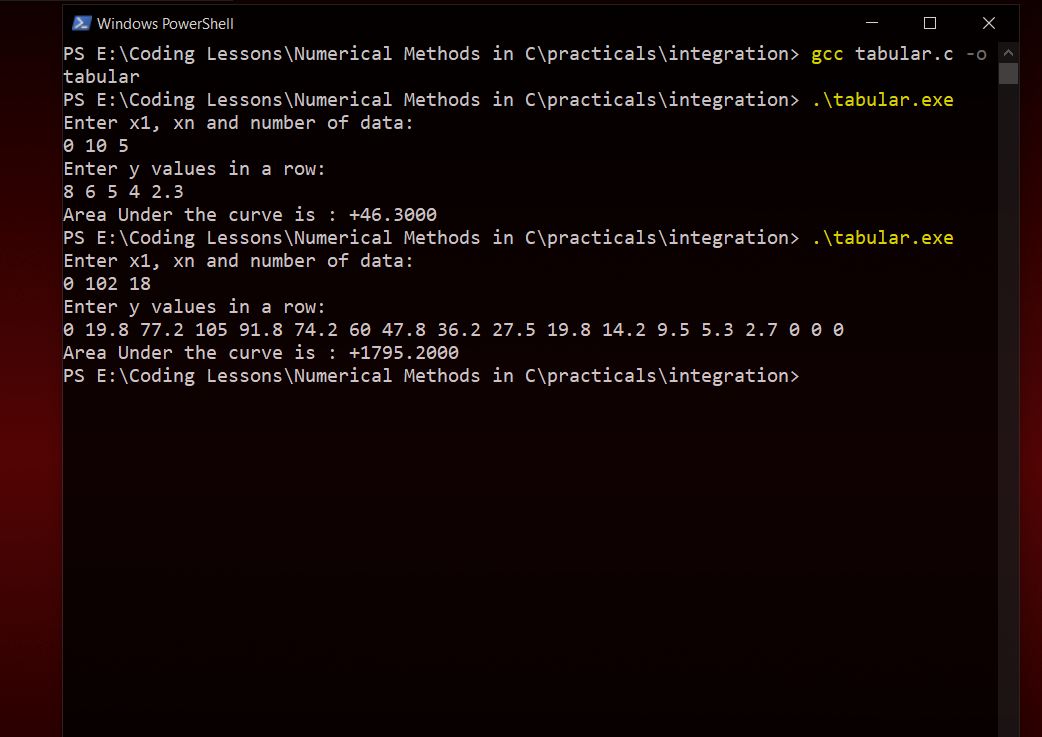 Windows PowerShell
PS E:\Coding Lessons\Numerical Methods in C\practicals\integration> gcc tabular.c -o
tabular
PS E:\Coding Lessons\Numerical Methods in C\practicals\integration> .\tabular.exe
Enter x1, xn and number of data:
0 10 5
Enter y values in a row:
8 6 5 4 2.3
Area Under the curve is : +46.3000
PS E:\Coding Lessons\Numerical Methods in C\practicals\integration> .\tabular.exe
Enter x1, xn and number of data:
0 102 18
Enter y values in a row:
0 19.8 77.2 105 91.8 74.2 60 47.8 36.2 27.5 19.8 14.2 9.5 5.3 2.7 0 0 0
Area Under the curve is : +1795.2000
PS E:\Coding Lessons\Numerical Methods in C\practicals\integration>